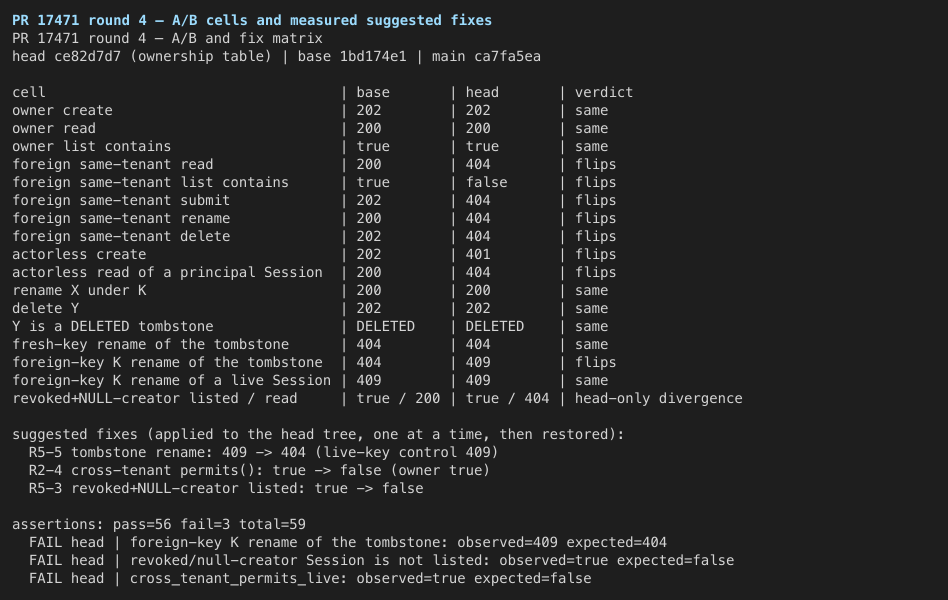 PR 17471 round 4 — A/B cells and measured suggested fixes
PR 17471 round 4 — A/B and fix matrix
head ce82d7d7 (ownership table) | base 1bd174e1 | main ca7fa5ea
cell | base | head | verdict
owner create | 202 | 202 | same
owner read | 200 | 200 | same
owner list contains | true | true | same
foreign same-tenant read | 200 | 404 | flips
foreign same-tenant list contains | true | false | flips
foreign same-tenant submit | 202 | 404 | flips
foreign same-tenant rename | 200 | 404 | flips
foreign same-tenant delete | 202 | 404 | flips
actorless create | 202 | 401 | flips
actorless read of a principal Session | 200 | 404 | flips
rename X under K | 200 | 200 | same
delete Y | 202 | 202 | same
Y is a DELETED tombstone | DELETED | DELETED | same
fresh-key rename of the tombstone | 404 | 404 | same
foreign-key K rename of the tombstone | 404 | 409 | flips
foreign-key K rename of a live Session | 409 | 409 | same
revoked+NULL-creator listed / read | true / 200 | true / 404 | head-only divergence
suggested fixes (applied to the head tree, one at a time, then restored):
R5-5 tombstone rename: 409 -> 404 (live-key control 409)
R2-4 cross-tenant permits(): true -> false (owner true)
R5-3 revoked+NULL-creator listed: true -> false
assertions: pass=56 fail=3 total=59
FAIL head | foreign-key K rename of the tombstone: observed=409 expected=404
FAIL head | revoked/null-creator Session is not listed: observed=true expected=false
FAIL head | cross_tenant_permits_live: observed=true expected=false